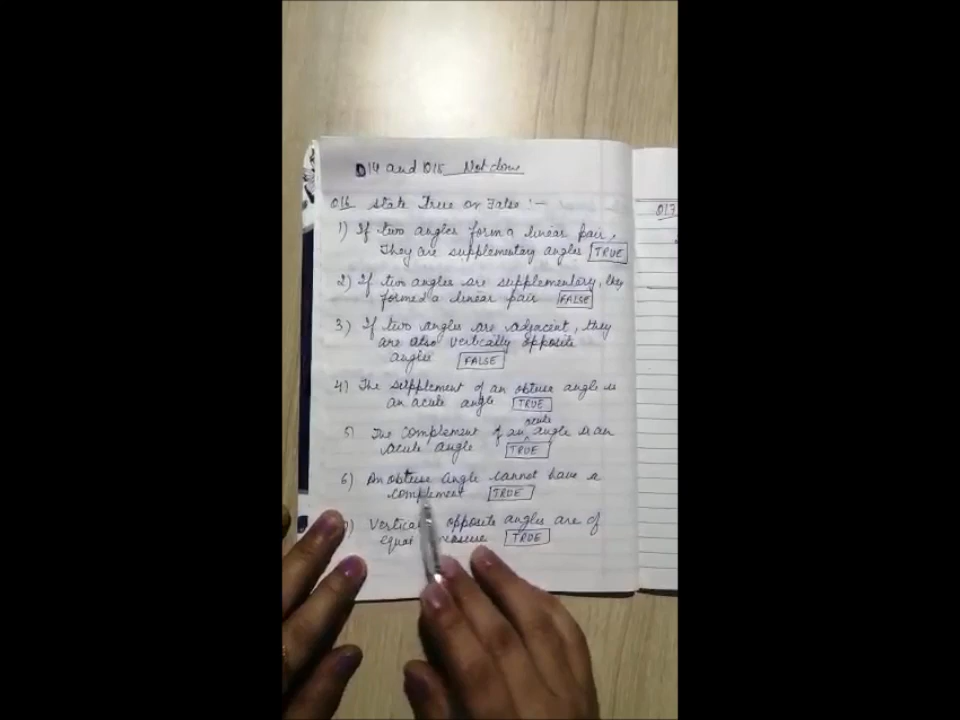 Q14 and Q15 Not done
Q16 State True or False :-
1) If two angles form a linear pair,
They are supplementary angles TRUE
2) If two angles are supplementory, they
formed a linear pair FALSE
3) If two angles are adjacent, they
are also vertically opposite
angles FALSE
4) The supplement of an obtuse angle is
an acute angle TRUE
acute
5) The complement of an angle is an
acute angle TRUE
6) An obtuse angle cannot have a
complement TRUE
opposite angles are of
equal TRUE
Q17